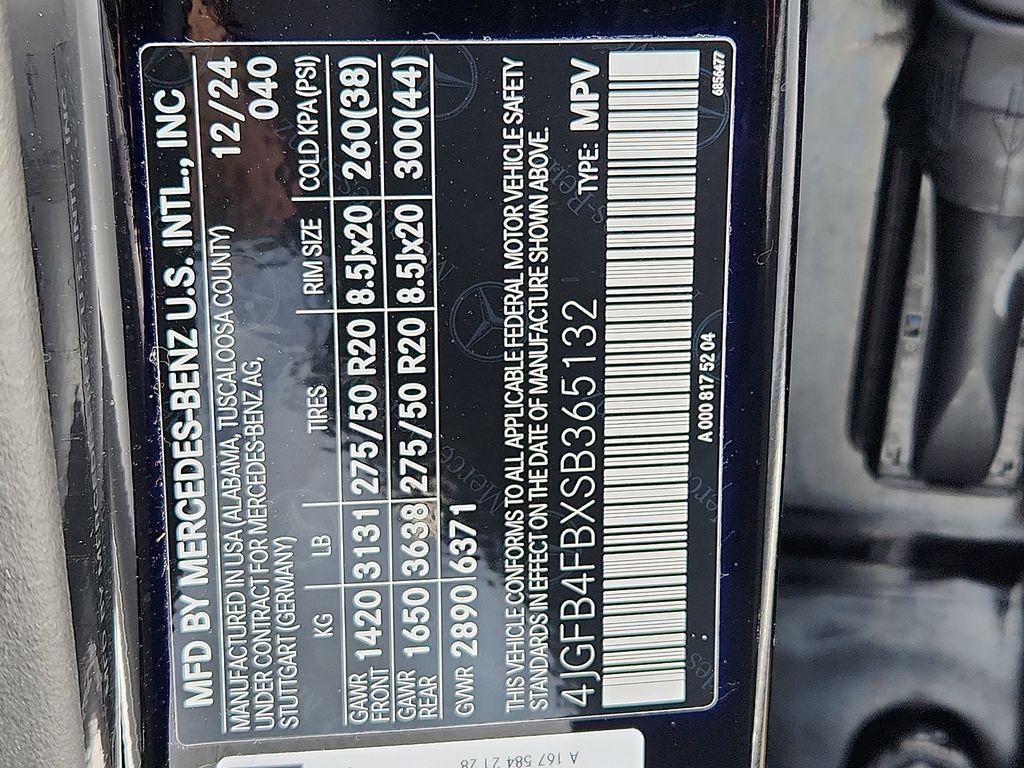 MFD BY MERCEDES-BENZ U.S. INTL., INC
MANUFACTURED IN USA (ALABAMA, TUSCALOOSA COUNTY) 12/24
UNDER CONTRACT FOR MERCEDES-BENZ AG, 040
STUTTGART (GERMANY)
KG LB TIRES RIM SIZE COLD KPA (PSI)
GAWR FRONT 1420 3131 275/50 R20 8.5Jx20 260(38)
GAWR REAR 1650 3638 275/50 R20 8.5Jx20 300(44)
GVWR 2890 6371
THIS VEHICLE CONFORMS TO ALL APPLICABLE FEDERAL MOTOR VEHICLE SAFETY
STANDARDS IN EFFECT ON THE DATE OF MANUFACTURE SHOWN ABOVE.
4JGFB4FBXSB365132 TYPE: MPV
A 000 817 52 04
6856477
A 167 584 21 28